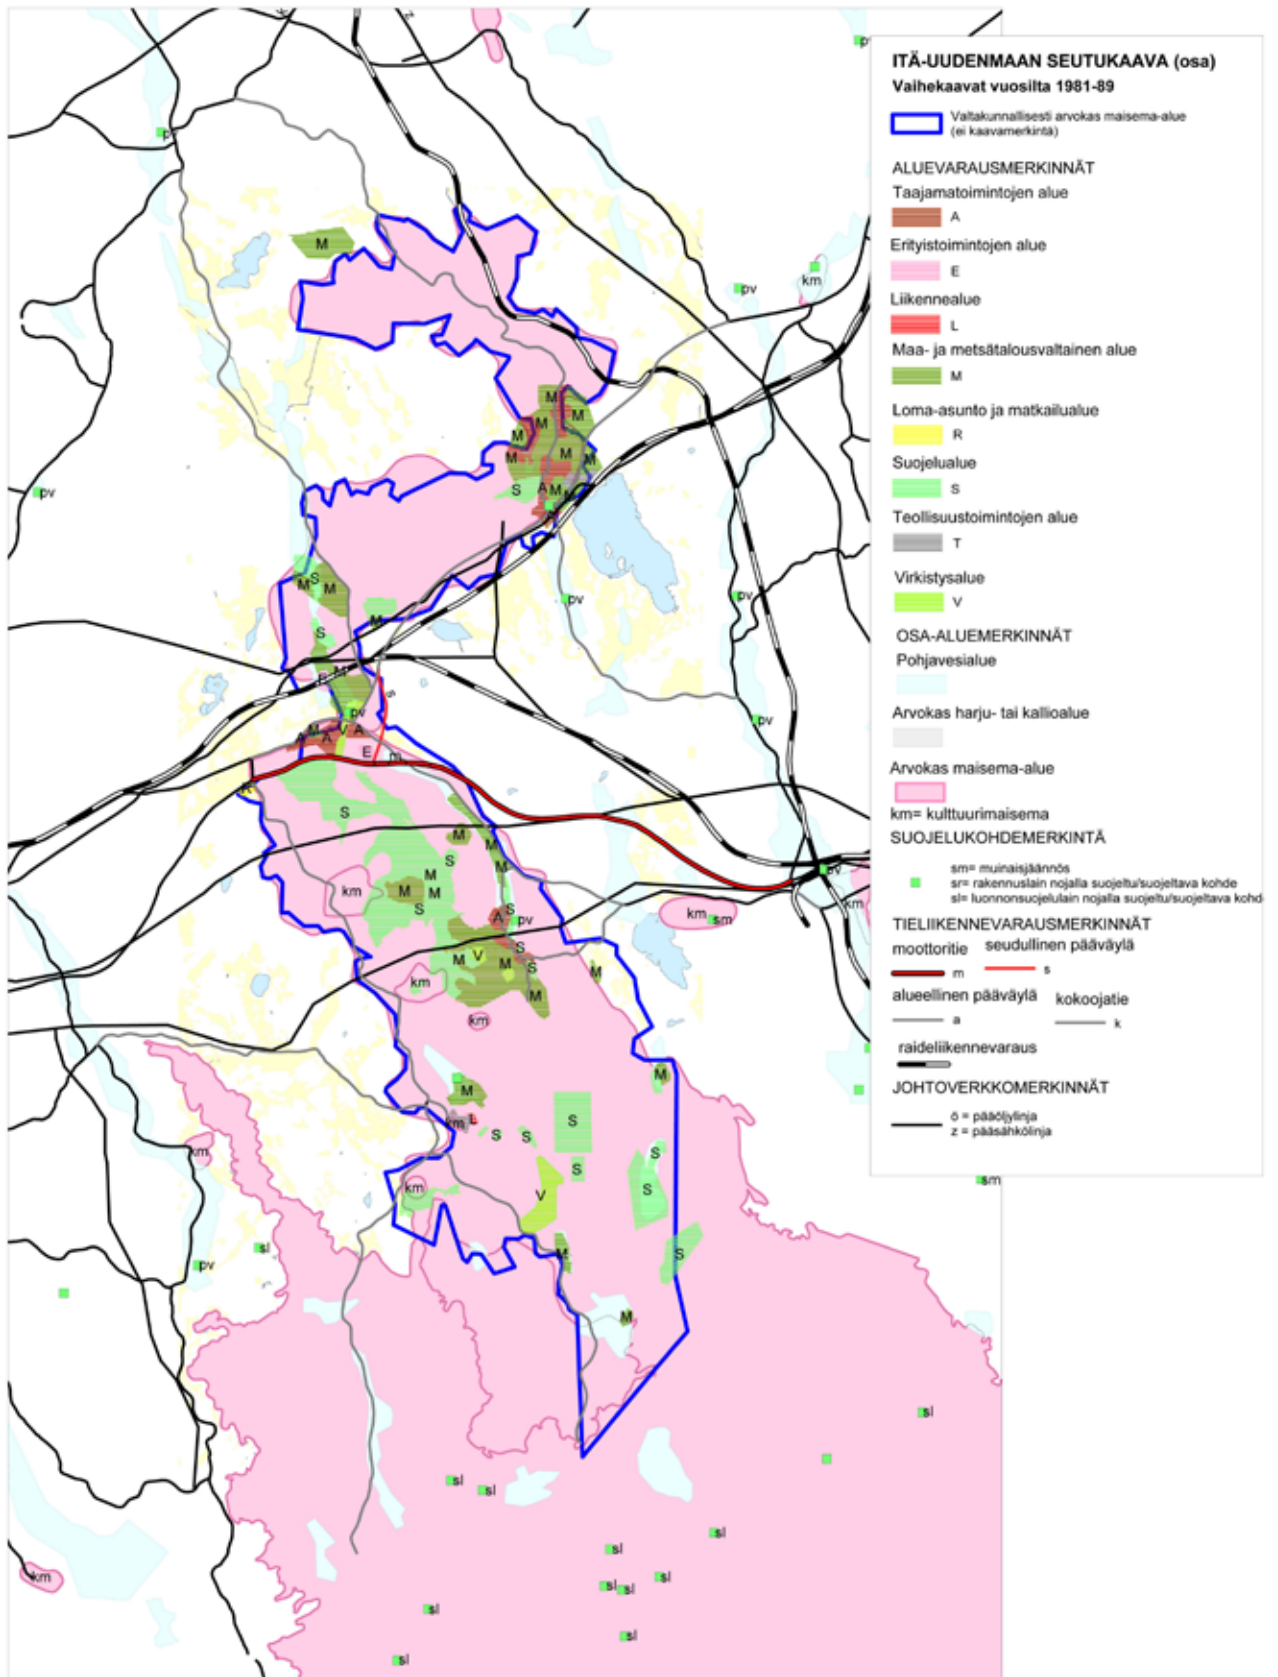 ITÄ-UUDENMAAN SEUTUKAAVA (osa)
Vaihekaavat vuosilta 1981-89
Valtakunnallisesti arvokas maisema-alue
(ei kaavamerkintä)
ALUEVARAUSMERKINNÄT
Taajamatoimintojen alue
A
Erityistoimintojen alue
E
Liikennealue
L
Maa- ja metsätalousvaltainen alue
M
Loma-asunto ja matkailualue
R
Suojelualue
S
Teollisuustoimintojen alue
T
Virkistysalue
V
OSA-ALUEMERKINNÄT
Pohjavesialue
Arvokas harju- tai kallioalue
Arvokas maisema-alue
km= kulttuurimaisema
SUOJELUKOHDEMERKINTÄ
sm= muinaisjäännös
sr= rakennuslain nojalla suojeltu/suojeltava kohde
sl= luonnonsuojelulain nojalla suojeltu/suojeltava kohd
TIELIIKENNEVARAUSMERKINNÄT
moottoritie seudullinen pääväylä
m s
alueellinen pääväylä kokoojatie
a k
raideliikennevaraus
JOHTOVERKKOMERKINNÄT
ö = pääöljylinja
z = pääsähkölinja
z
M
pv
km
M
M
M
M
M
M
M
S
A
M
pv
pv
pv
M
S
M
M
S
M
E
pv
pv
M
V
A
A
A
E
m
s
S
M
M
S
M
M
M
M
km
S
S
A
pv
km
sm
km
pv
S
V
M
M
S
M
M
km
km
M
M
km
L
S
S
S
S
S
S
km
km
V
M
S
M
sl
pv
sm
sl
sl
sl
sl
sl
sl
sl
sl
sl
sl
sl
km